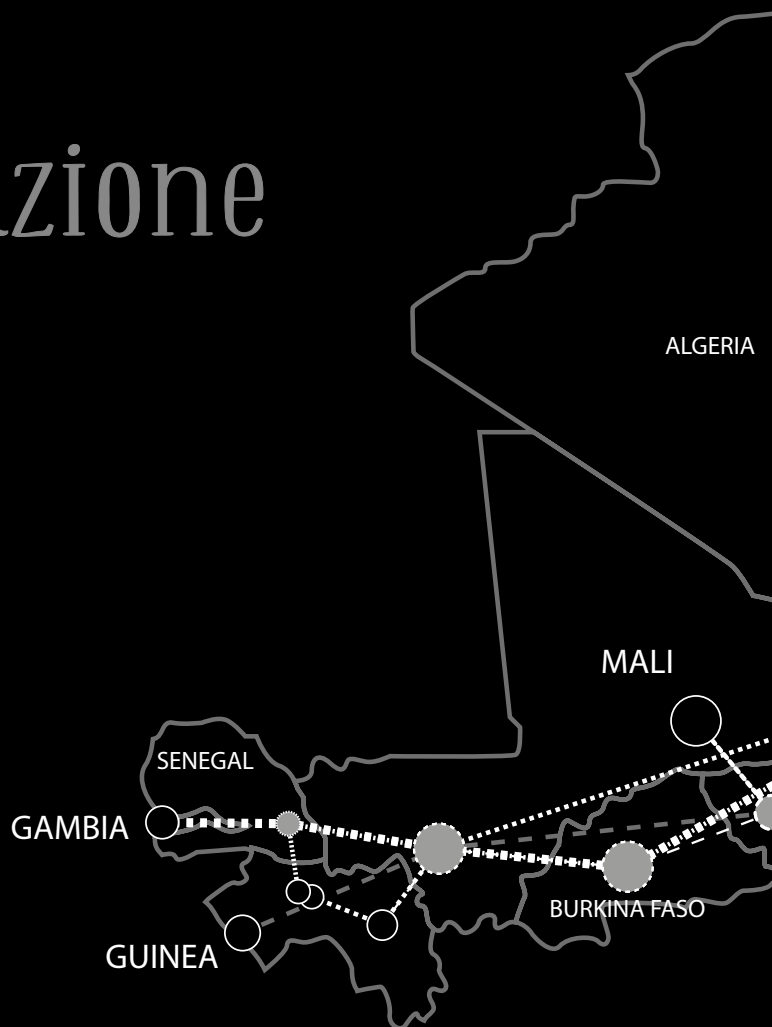 zione
ALGERIA
MALI
SENEGAL
GAMBIA
BURKINA FASO
GUINEA